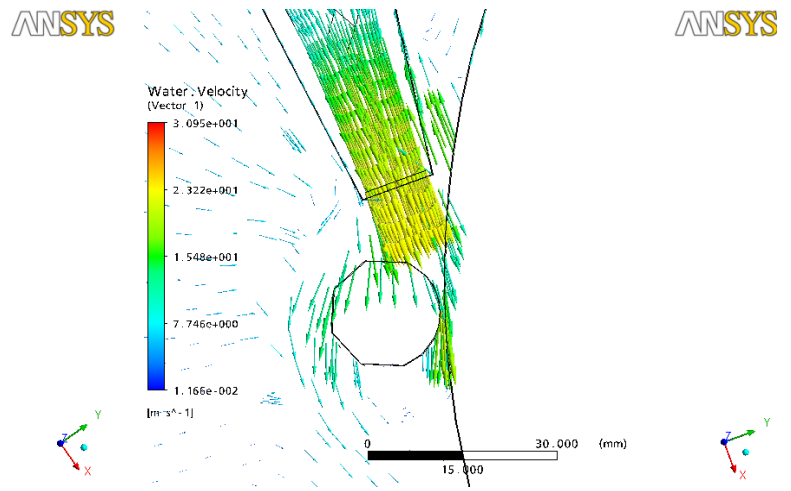 ANSYS
ANSYS
Water.Velocity
(Vector 1)
3.095e+001
2.322e+001
1.548e+001
7.746e+000
1.166e-002
[m s^-1]
0
30.000
(mm)
15.000
Z
Y
X
Z
Y
X